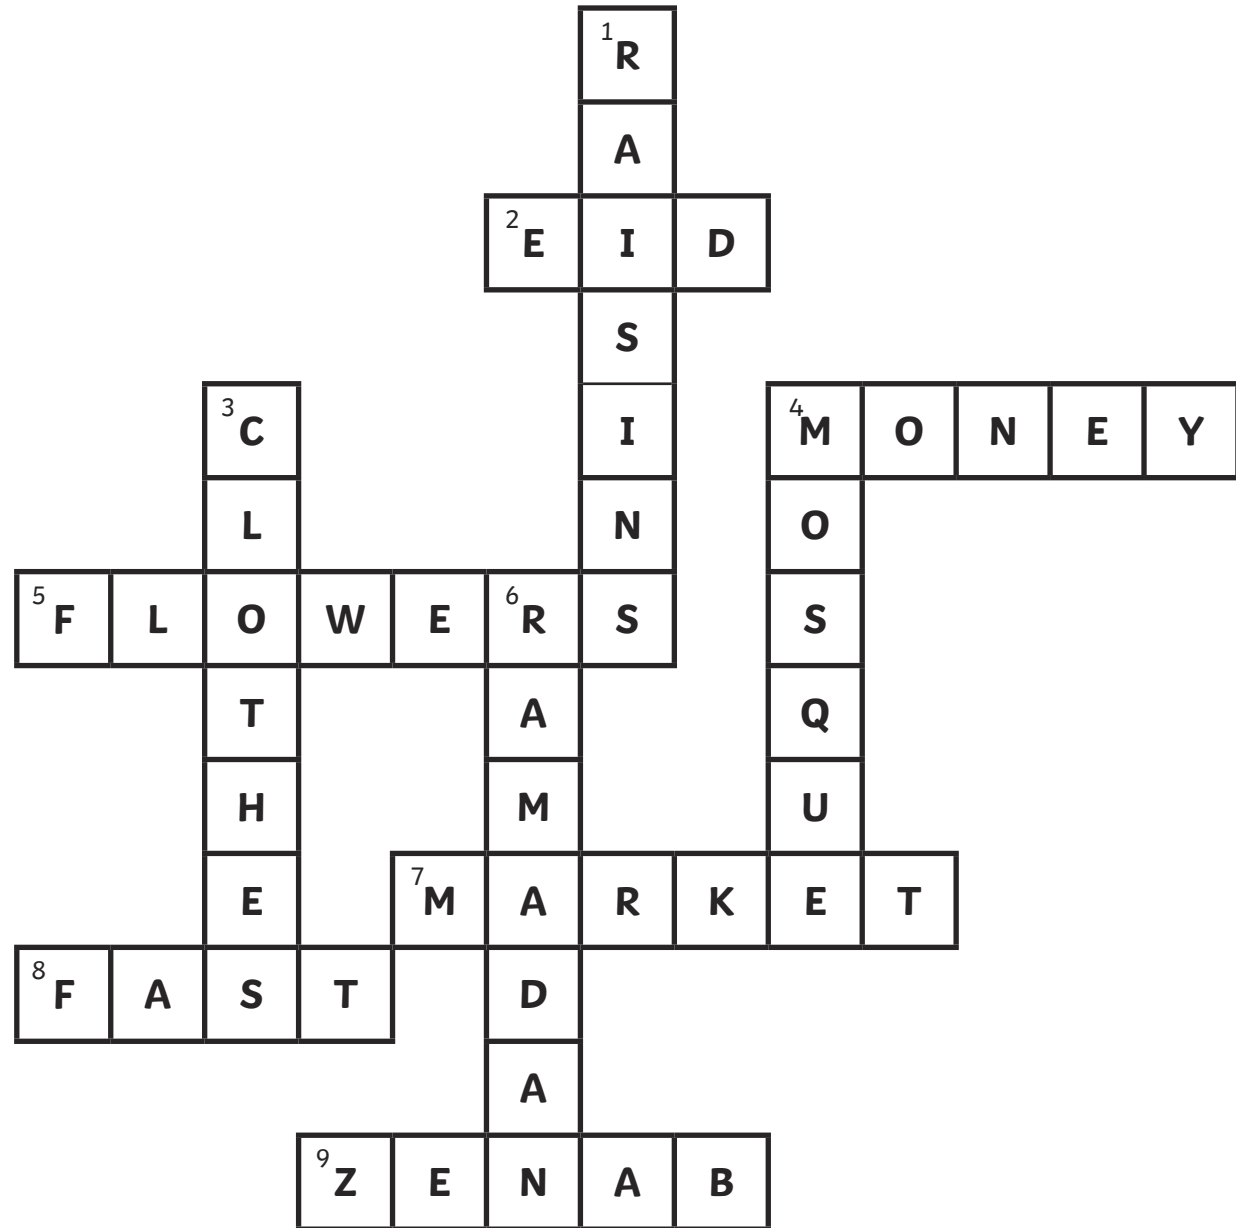 1 R
A
2 E I D
S
3 C I 4 M O N E Y
L N O
5 F L O W E 6 R S S
T A Q
H M U
E 7 M A R K E T
8 F A S T D
A
9 Z E N A B